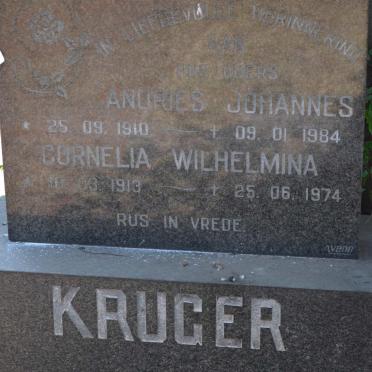 IN LIEFDEVOLLE HERINNERING
AAN
ONS OUERS
ANDRIES JOHANNES
* 25.09.1910 — + 09.01.1984
CORNELIA WILHELMINA
03.1913 — + 25.06.1974
RUS IN VREDE
KRUGER